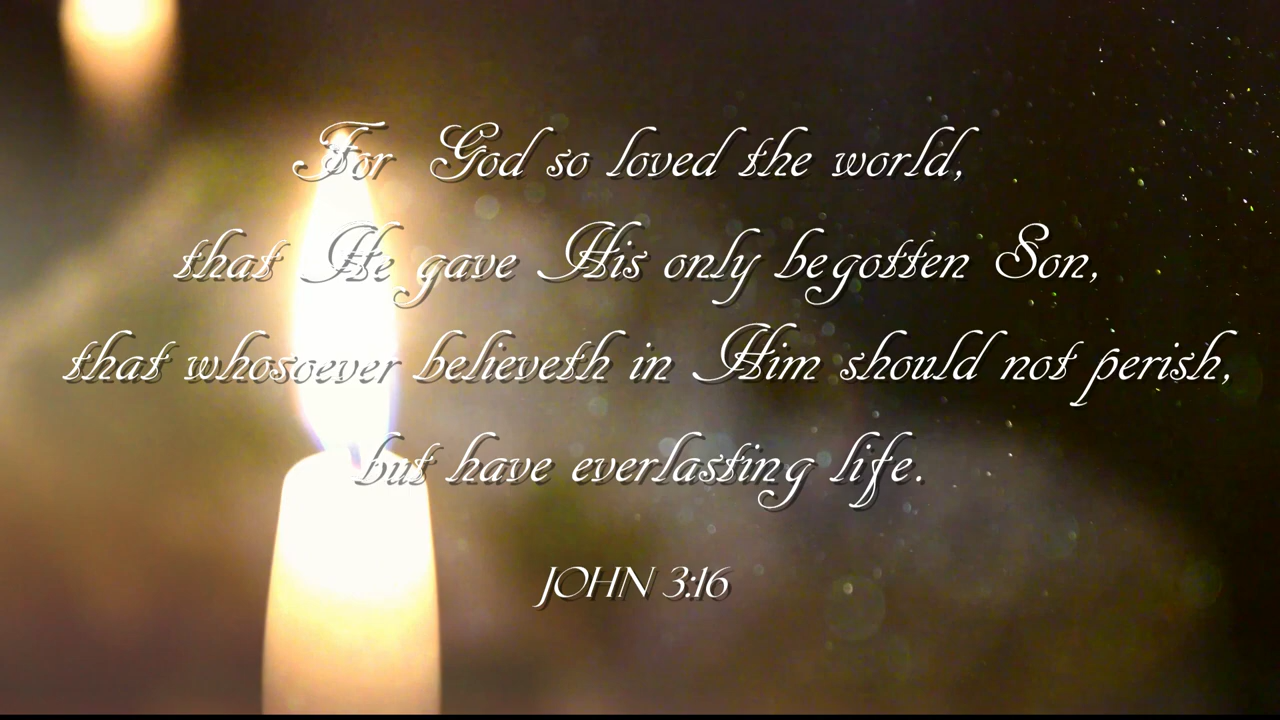 For God so loved the world,
that He gave His only begotten Son,
that whosoever believeth in Him should not perish,
but have everlasting life.
JOHN 3:16